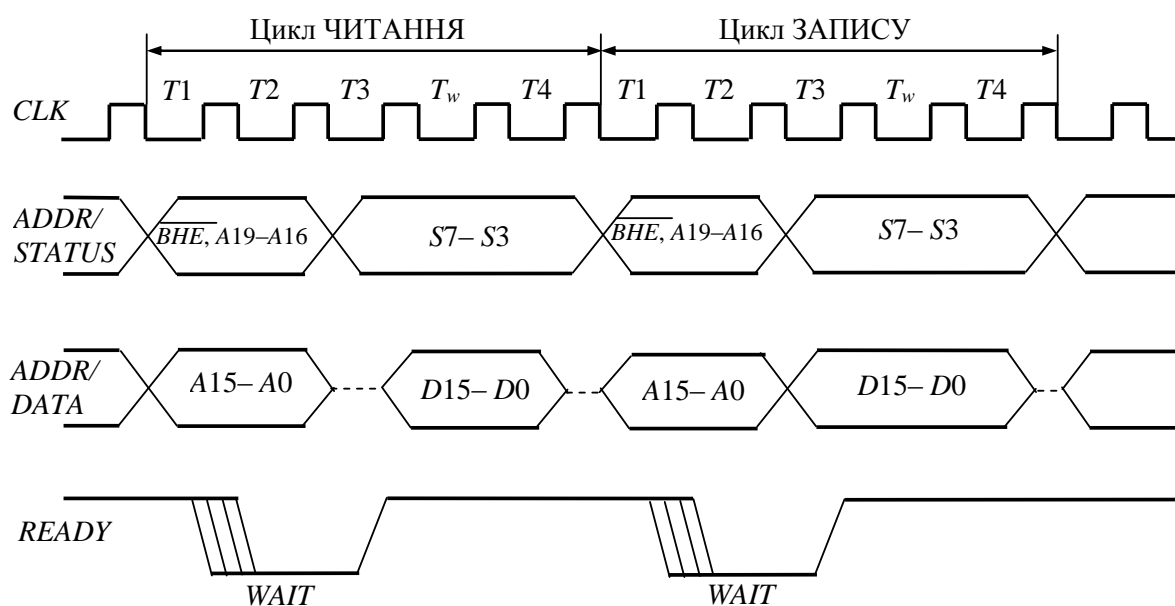 Цикл ЧИТАННЯ Цикл ЗАПИСУ
CLK T1 T2 T3 Tw T4 T1 T2 T3 Tw T4
ADDR/
STATUS
BHE, A19–A16 S7– S3 BHE, A19–A16 S7– S3
ADDR/
DATA
A15– A0 D15– D0 A15– A0 D15– D0
READY
WAIT WAIT